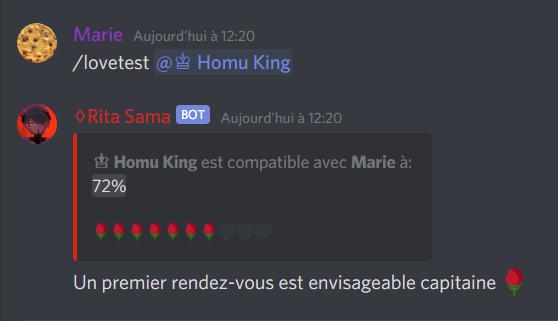 Marie Aujourd'hui à 12:20
/lovetest @♔ Homu King
◊Rita Sama BOT Aujourd'hui à 12:20
♔ Homu King est compatible avec Marie à:
72%
🌹🌹🌹🌹🌹🌹🌹🖤🖤🖤
Un premier rendez-vous est envisageable capitaine 🌹